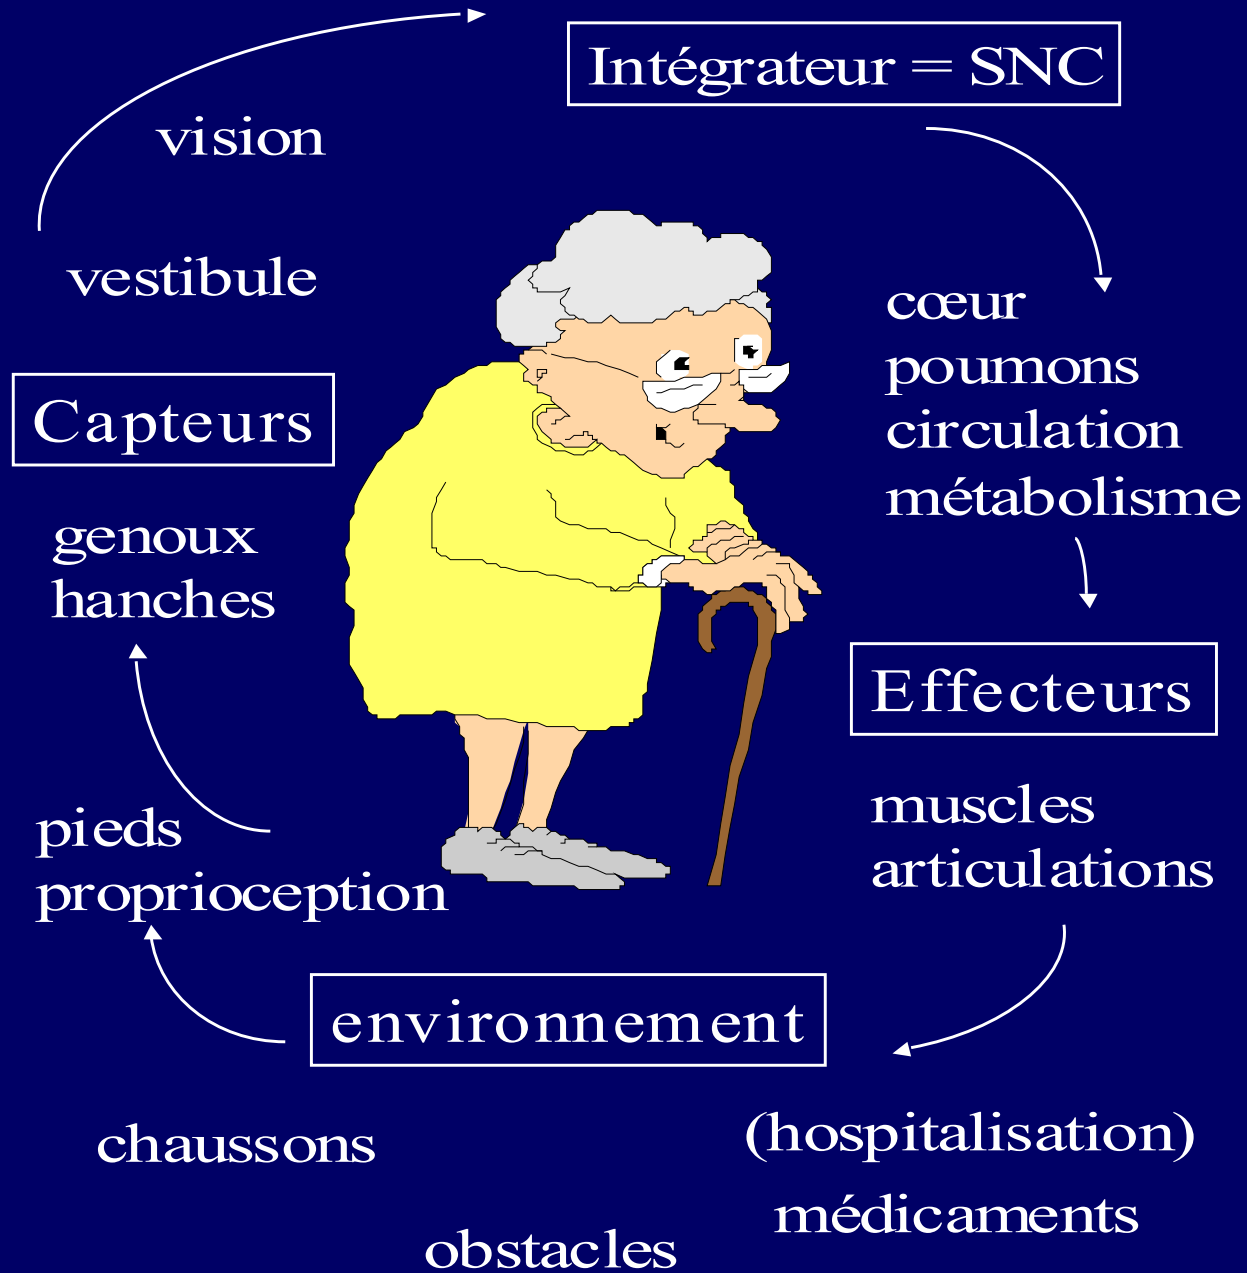 Intégrateur = SNC
vision
vestibule
Capteurs
genoux
hanches
pieds
proprioception
cœur
poumons
circulation
métabolisme
Effecteurs
muscles
articulations
environnement
chaussons
(hospitalisation)
médicaments
obstacles